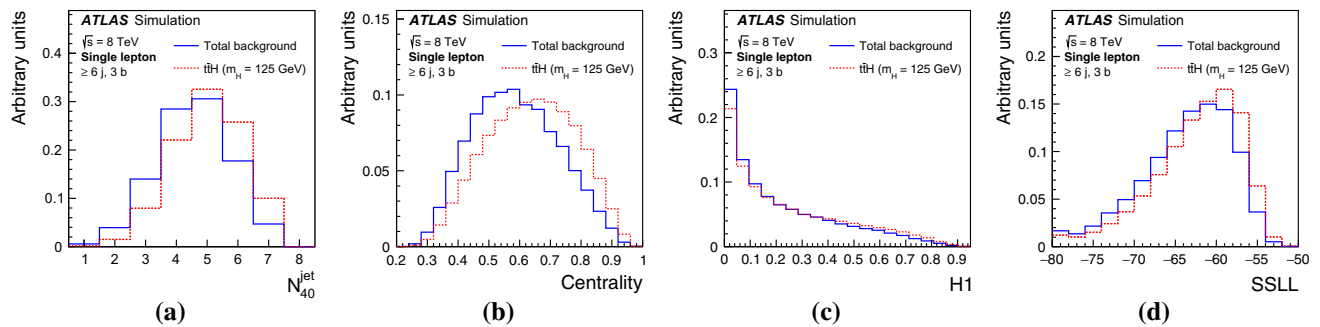 ATLAS Simulation
√s = 8 TeV
Single lepton
≥ 6 j, 3 b
Total background
tt̄H (m_H = 125 GeV)
Arbitrary units
0.4
0.3
0.2
0.1
0
1 2 3 4 5 6 7 8
N_40^jet
(a)
ATLAS Simulation
√s = 8 TeV
Single lepton
≥ 6 j, 3 b
Total background
tt̄H (m_H = 125 GeV)
Arbitrary units
0.15
0.1
0.05
0
0.2 0.3 0.4 0.5 0.6 0.7 0.8 0.9 1
Centrality
(b)
ATLAS Simulation
√s = 8 TeV
Single lepton
≥ 6 j, 3 b
Total background
tt̄H (m_H = 125 GeV)
Arbitrary units
0.3
0.2
0.1
0
0 0.1 0.2 0.3 0.4 0.5 0.6 0.7 0.8 0.9
H1
(c)
ATLAS Simulation
√s = 8 TeV
Single lepton
≥ 6 j, 3 b
Total background
tt̄H (m_H = 125 GeV)
Arbitrary units
0.2
0.15
0.1
0.05
0
−80 −75 −70 −65 −60 −55 −50
SSLL
(d)